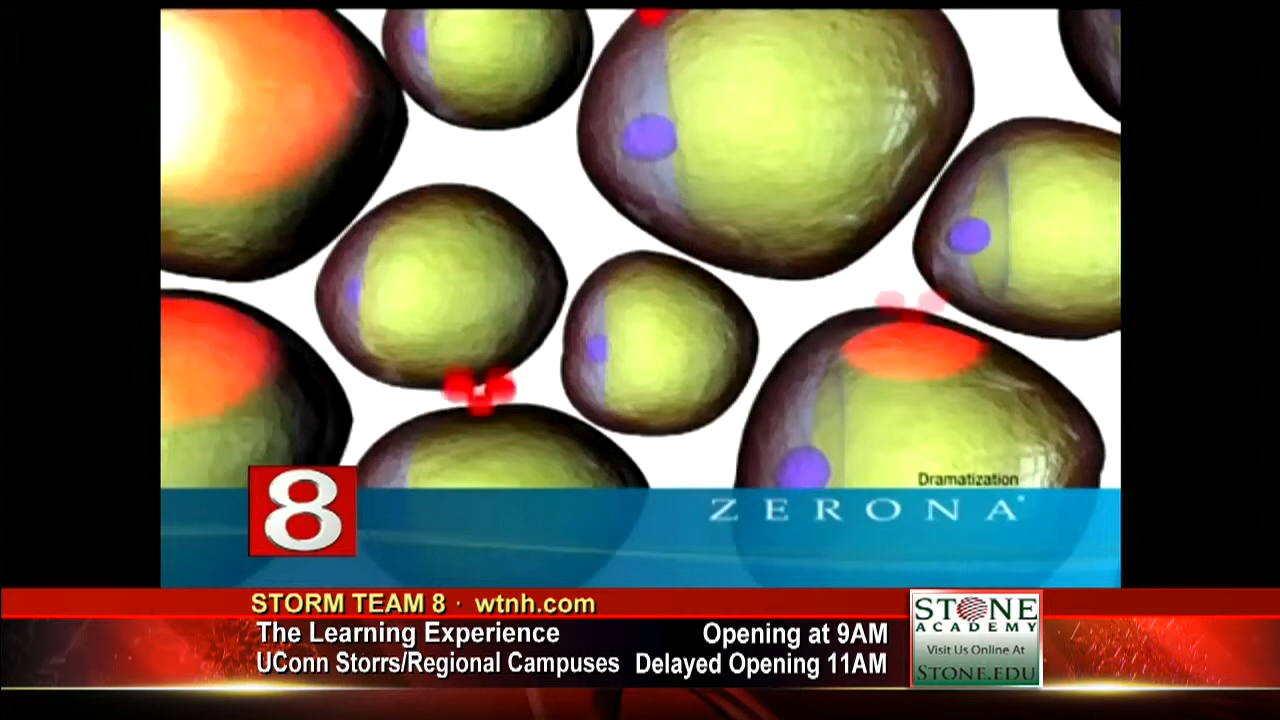 Dramatization
ZERONA®
8
STORM TEAM 8 · wtnh.com
The Learning Experience Opening at 9AM
UConn Storrs/Regional Campuses Delayed Opening 11AM
STONE
ACADEMY
Visit Us Online At
STONE.EDU